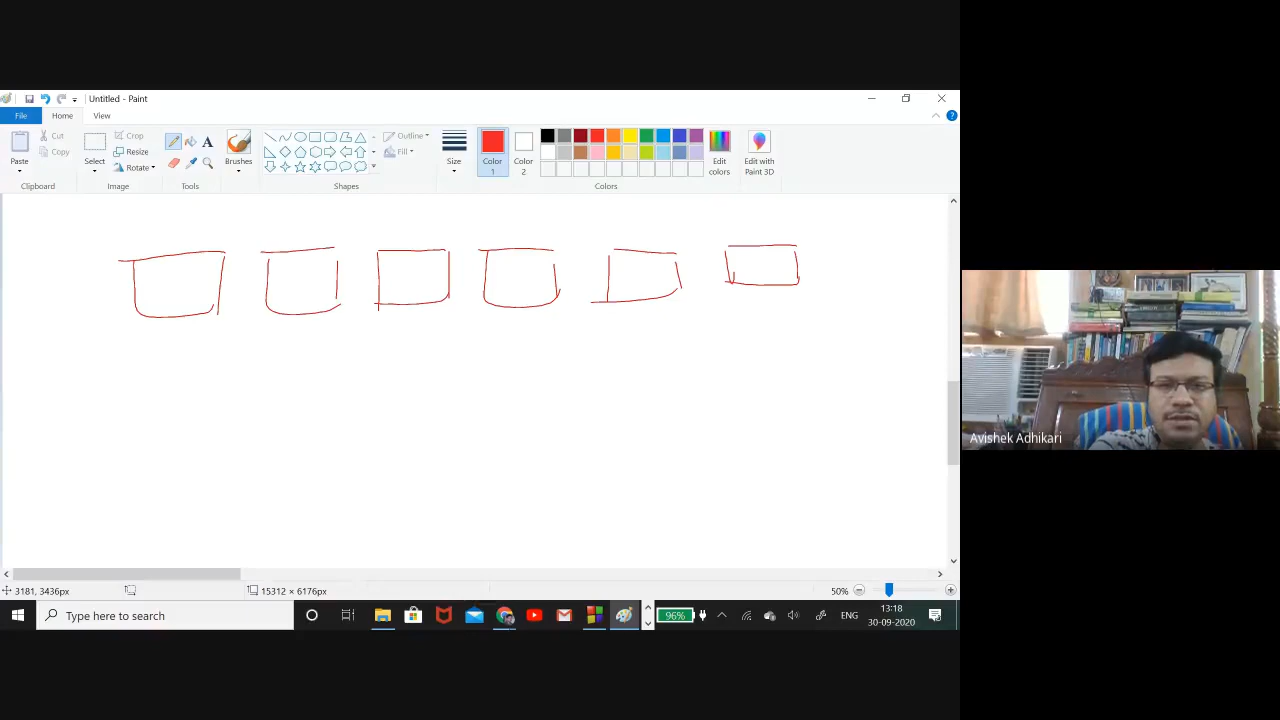 Untitled - Paint
File Home View
Paste
Cut
Copy
Clipboard
Select
Crop
Resize
Rotate
Image
Tools
Brushes
Shapes
Outline
Fill
Size
Color
1
Color
2
Edit
colors
Colors
Edit with
Paint 3D
Avishek Adhikari
3181, 3436px
15312 × 6176px
50%
Type here to search
96%
ENG
13:18
30-09-2020